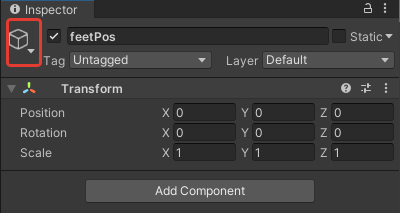 Inspector
feetPos Static
Tag Untagged Layer Default
Transform
Position X 0 Y 0 Z 0
Rotation X 0 Y 0 Z 0
Scale X 1 Y 1 Z 1
Add Component